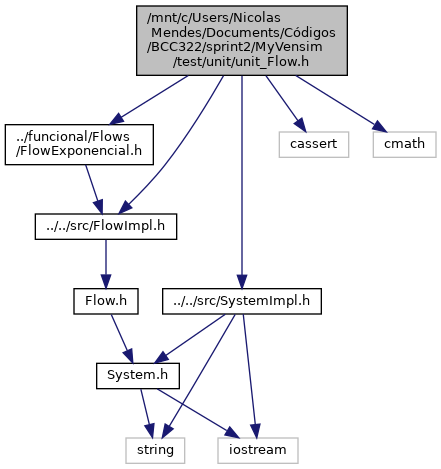 /mnt/c/Users/Nicolas
Mendes/Documents/Códigos
/BCC322/sprint2/MyVensim
/test/unit/unit_Flow.h
../funcional/Flows
/FlowExponencial.h
cassert
cmath
../../src/FlowImpl.h
Flow.h
../../src/SystemImpl.h
System.h
string
iostream